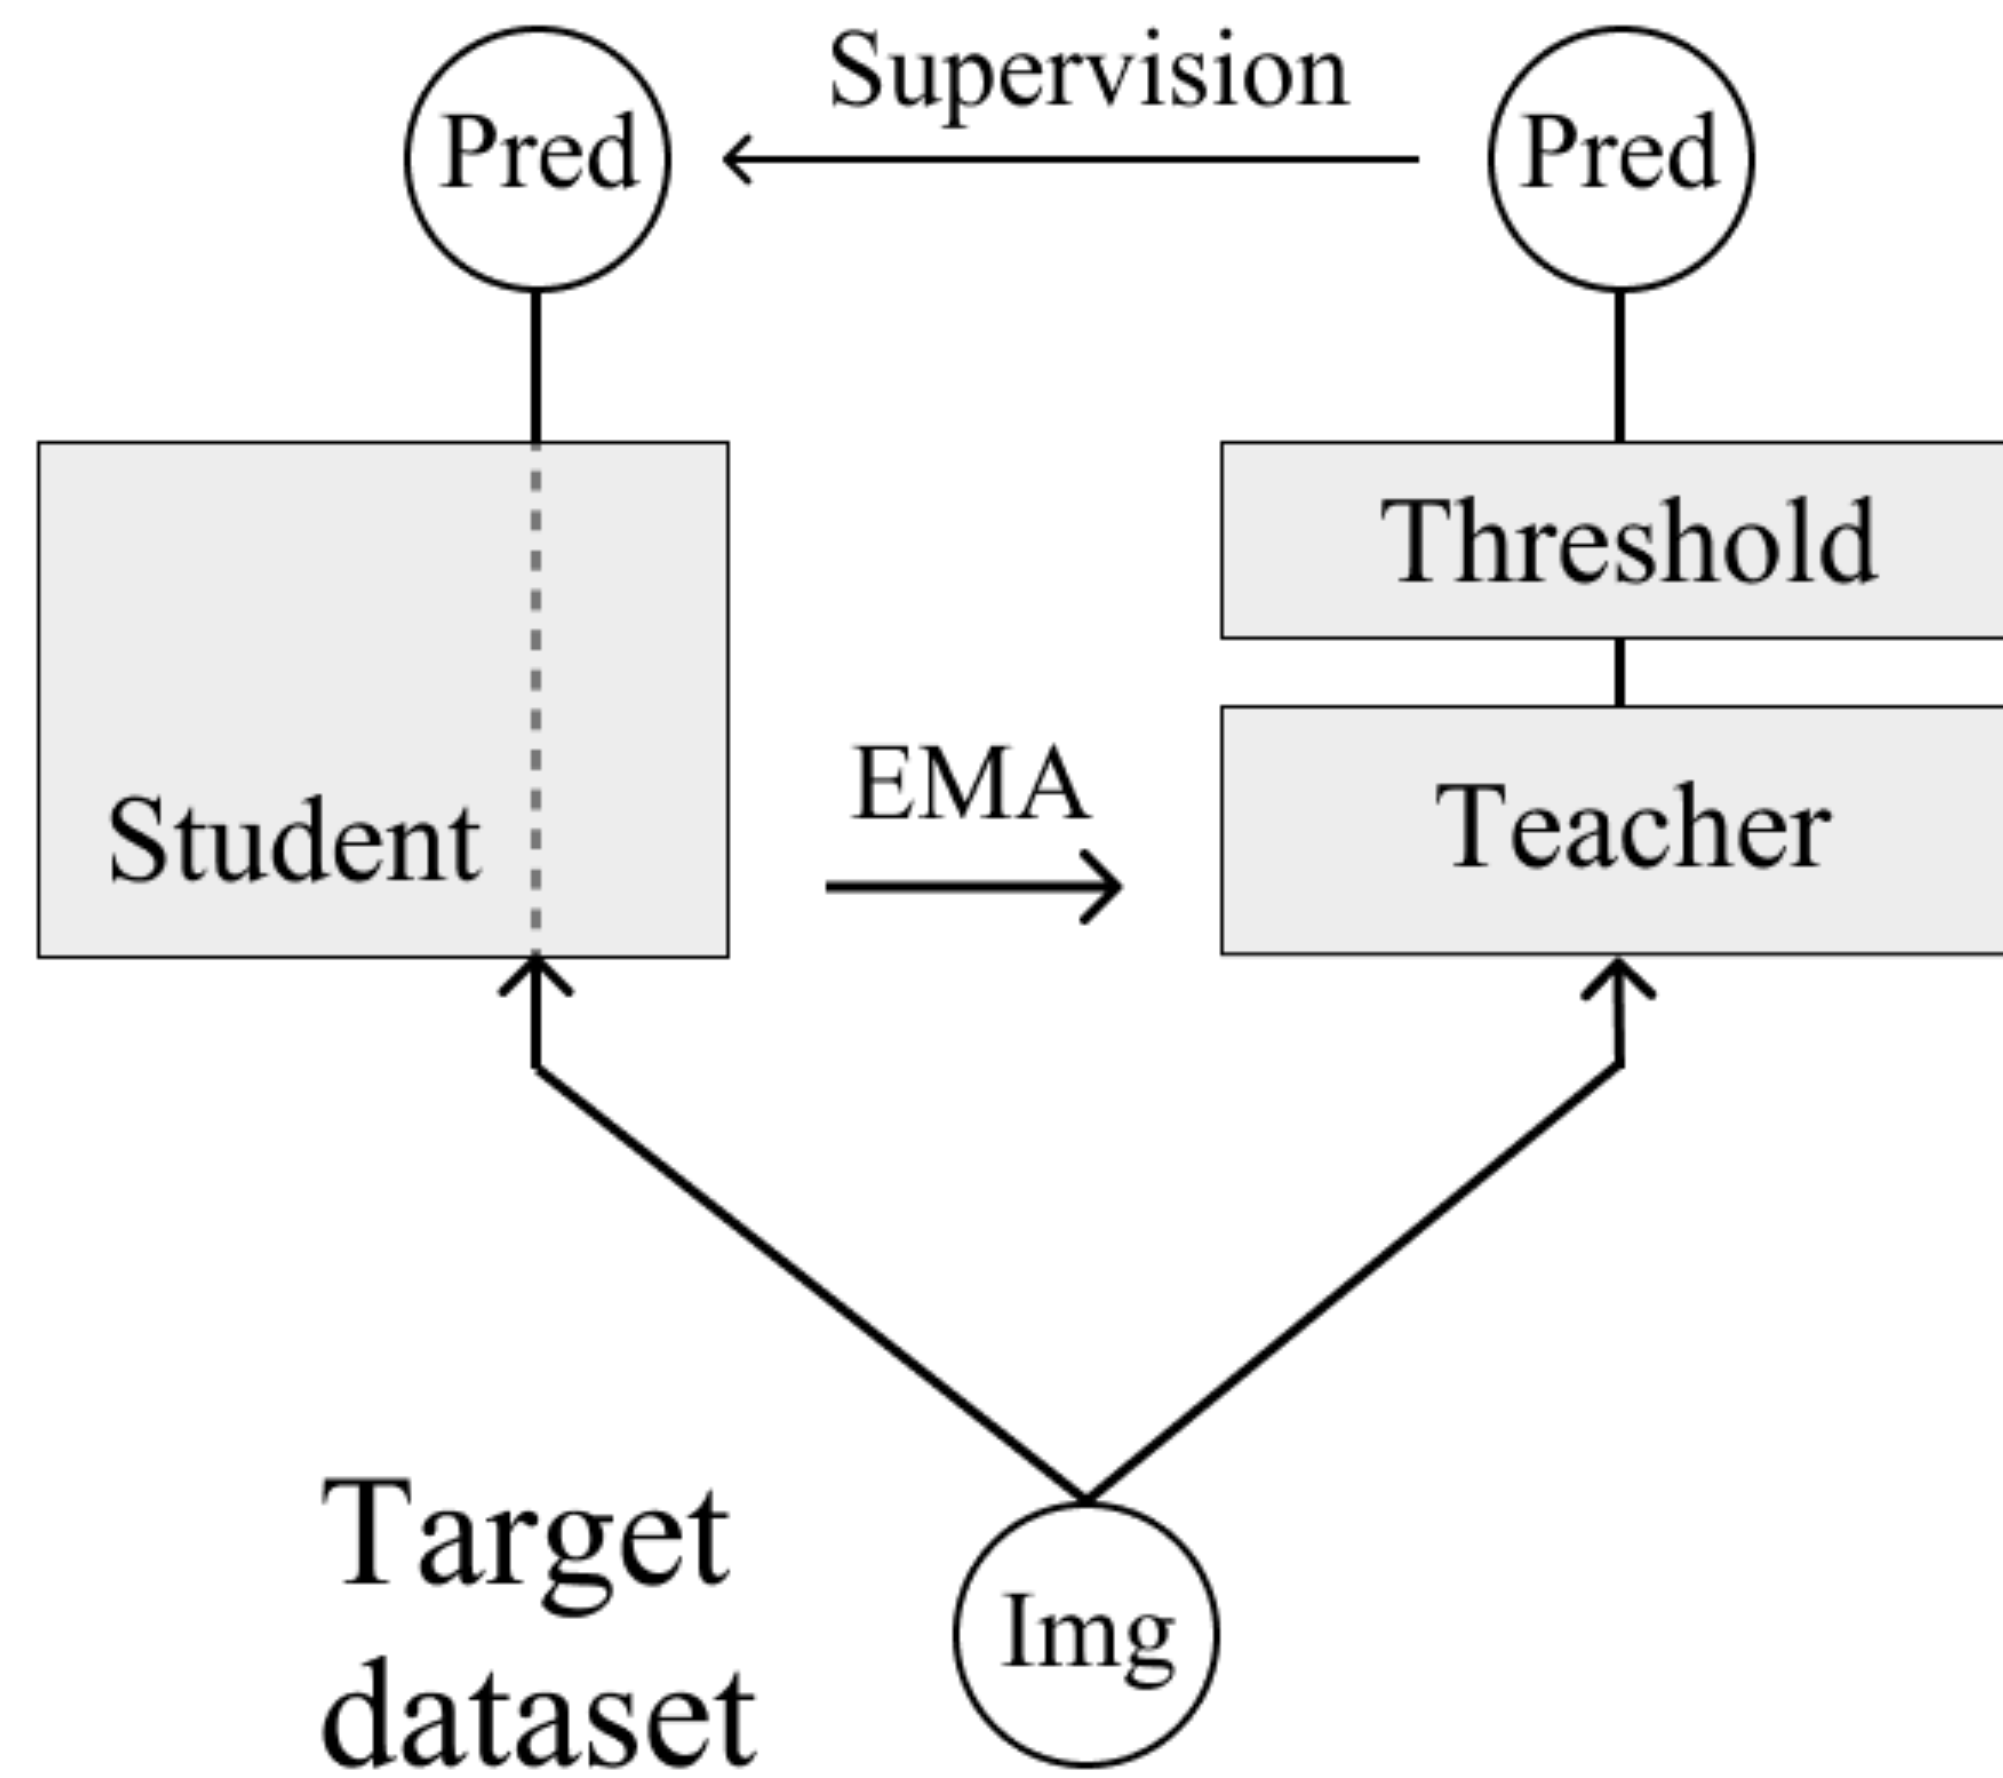 Supervision
Pred
Pred
Threshold
EMA
Teacher
Student
Target
dataset
Img